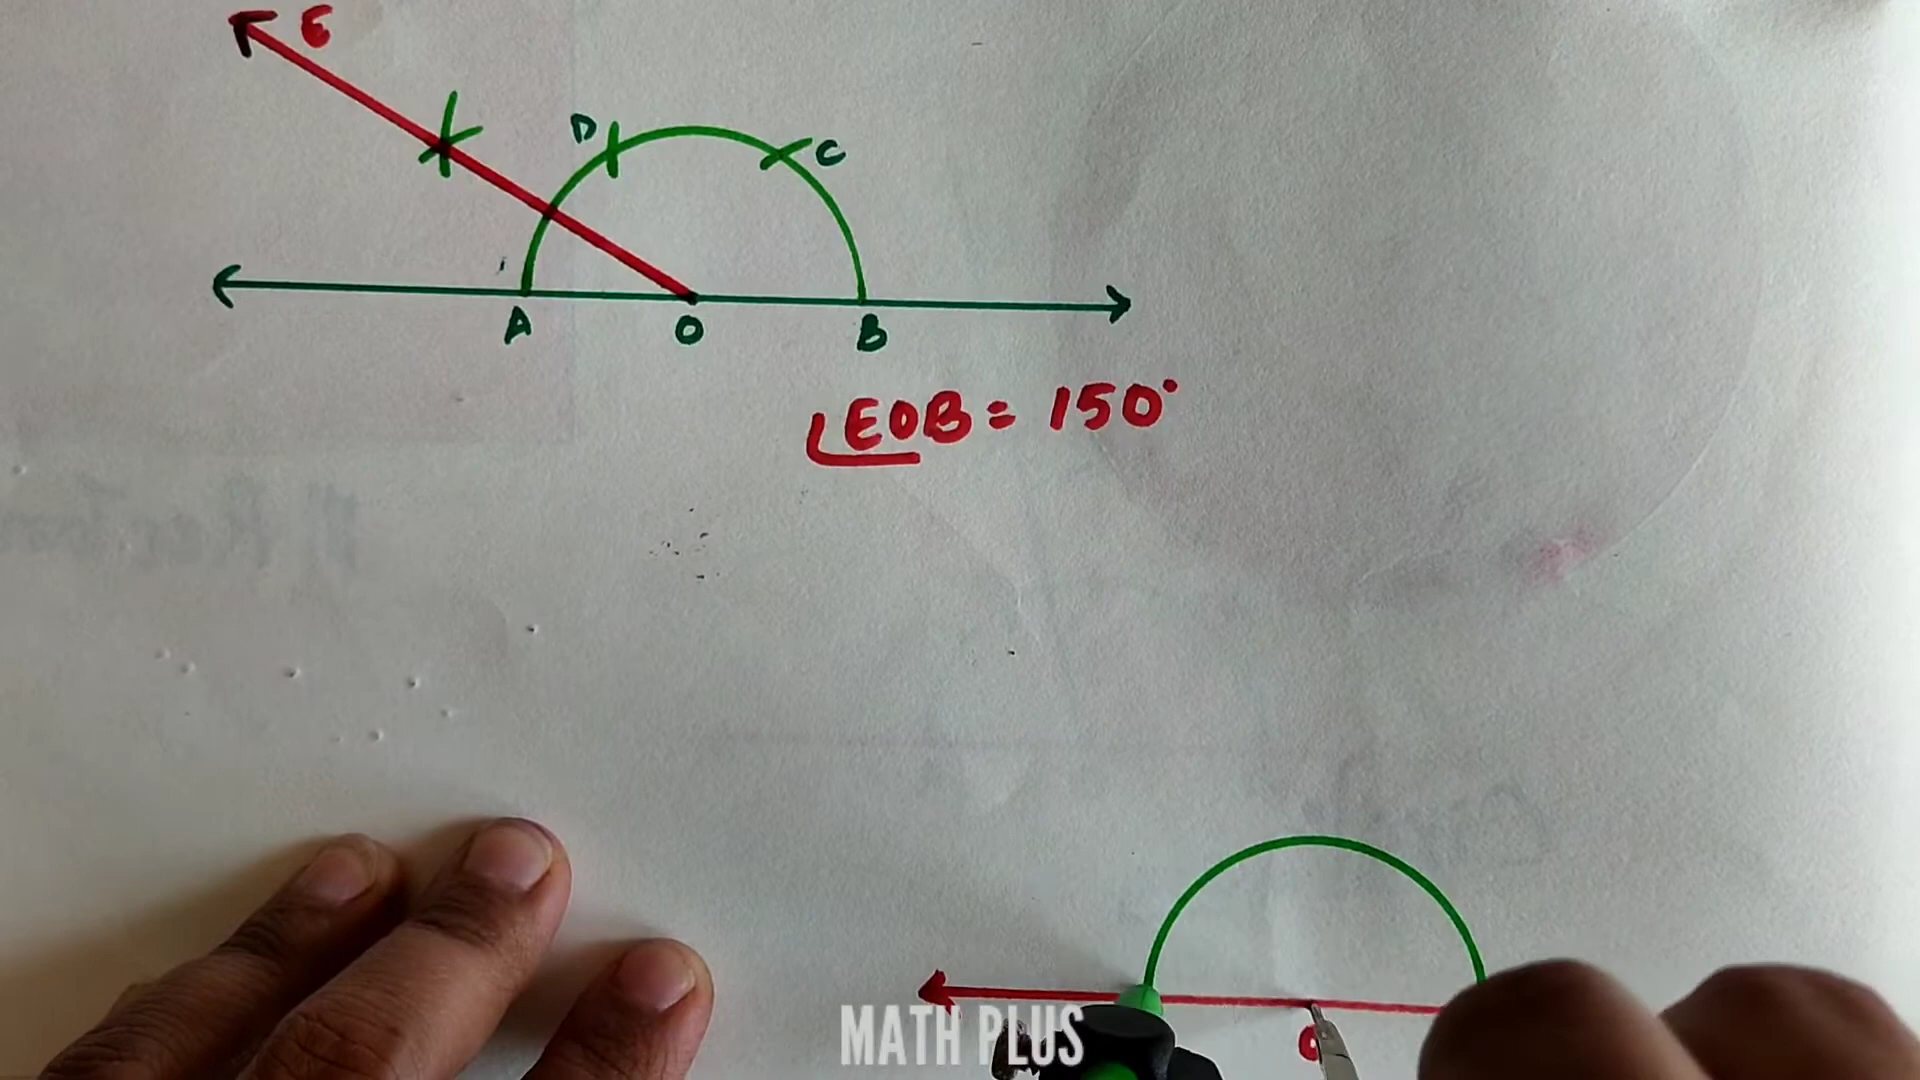 E
D
C
A O B
∠EOB = 150°
O
MATH PLUS